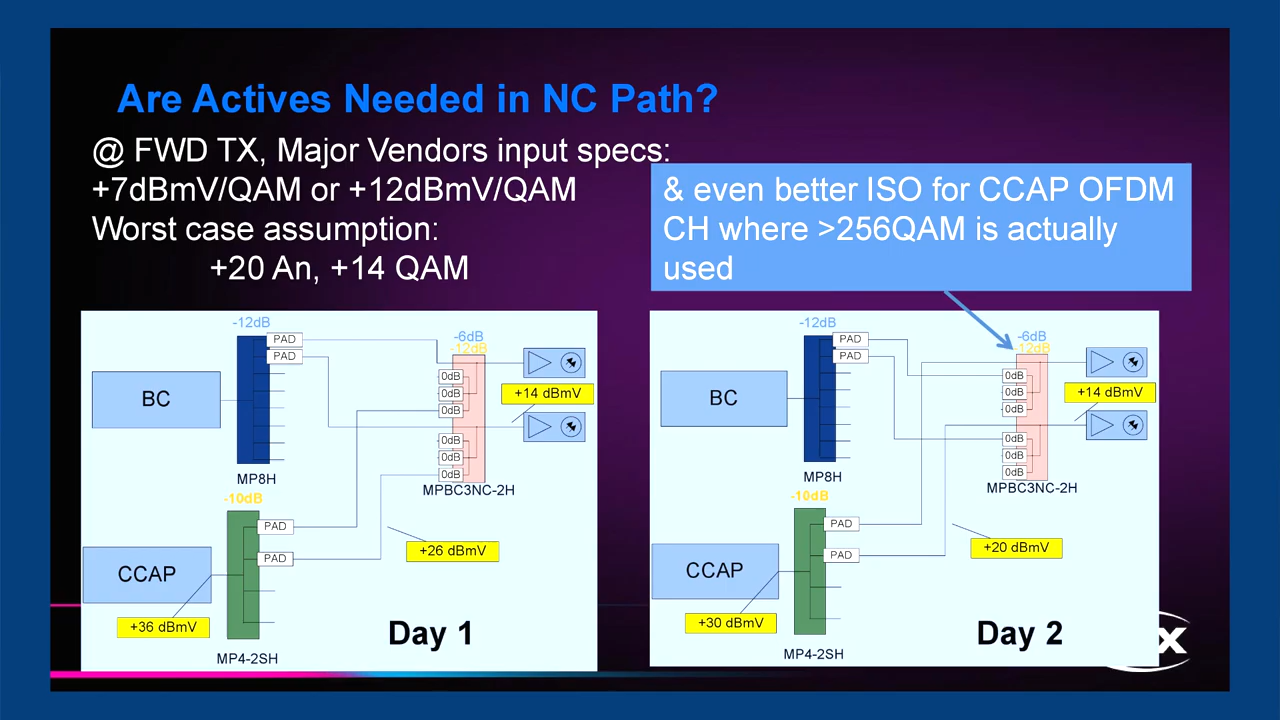 Are Actives Needed in NC Path?
@ FWD TX, Major Vendors input specs:
+7dBmV/QAM or +12dBmV/QAM
Worst case assumption:
+20 An, +14 QAM
& even better ISO for CCAP OFDM
CH where >256QAM is actually
used
-12dB
PAD
PAD
-6dB
-12dB
0dB
0dB
0dB
0dB
0dB
0dB
+14 dBmV
BC
MP8H
MPBC3NC-2H
-10dB
PAD
PAD
+26 dBmV
CCAP
+36 dBmV
Day 1
MP4-2SH
-12dB
PAD
PAD
-6dB
-12dB
0dB
0dB
0dB
0dB
0dB
0dB
+14 dBmV
BC
MP8H
MPBC3NC-2H
-10dB
PAD
PAD
+20 dBmV
CCAP
+30 dBmV
Day 2
MP4-2SH